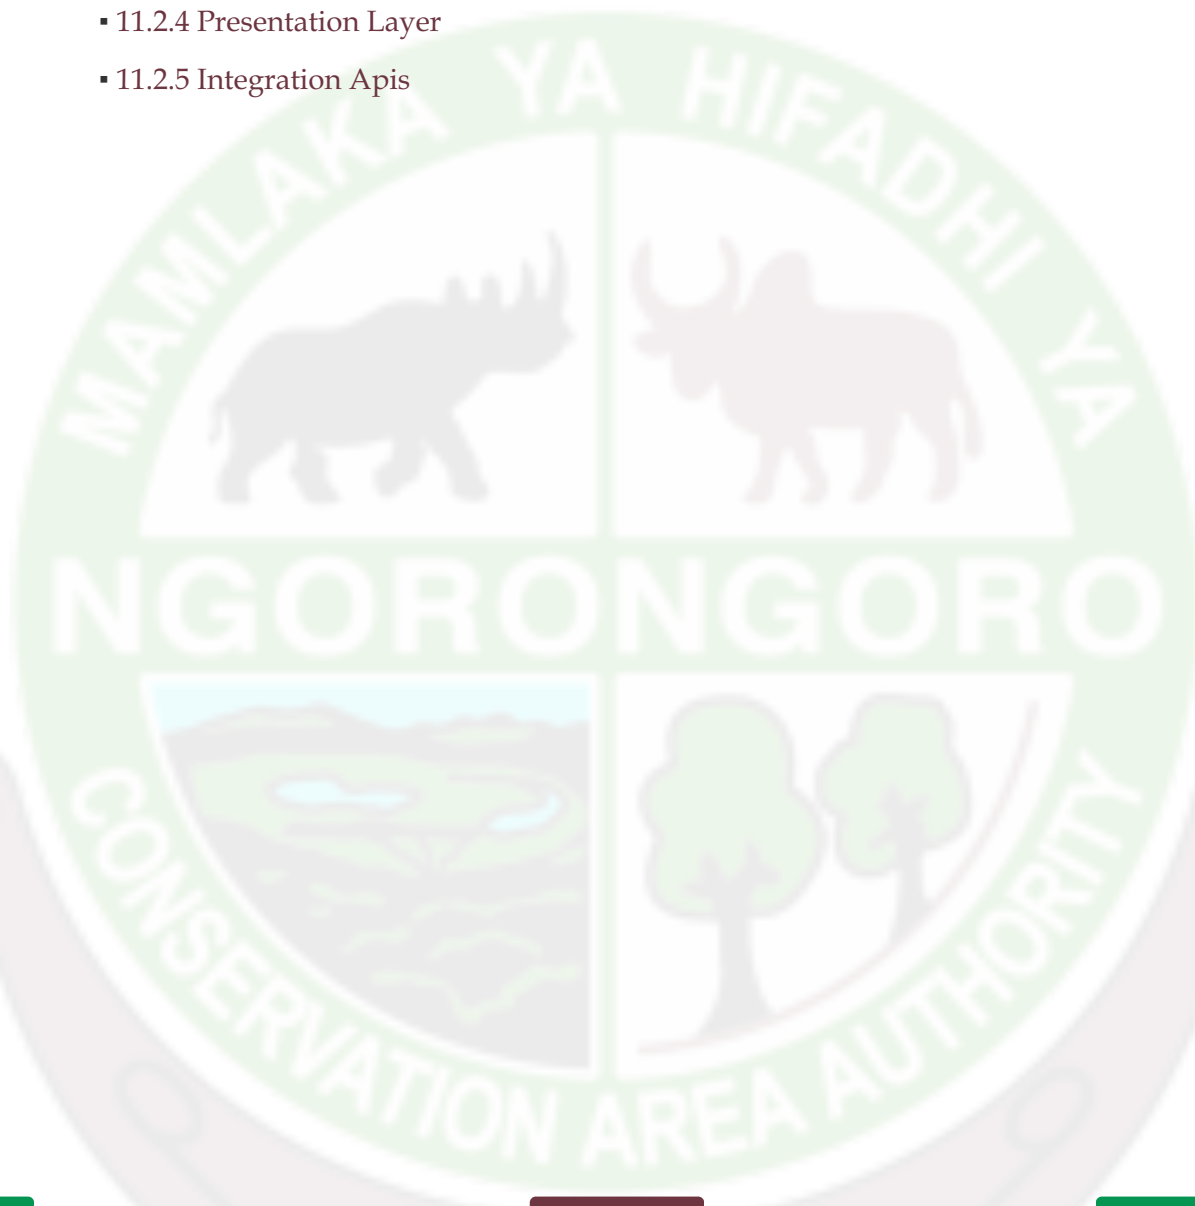 ▪ 11.2.4 Presentation Layer
▪ 11.2.5 Integration Apis
MAMLAKA YA HIFADHI YA
NGORONGORO
CONSERVATION AREA AUTHORITY